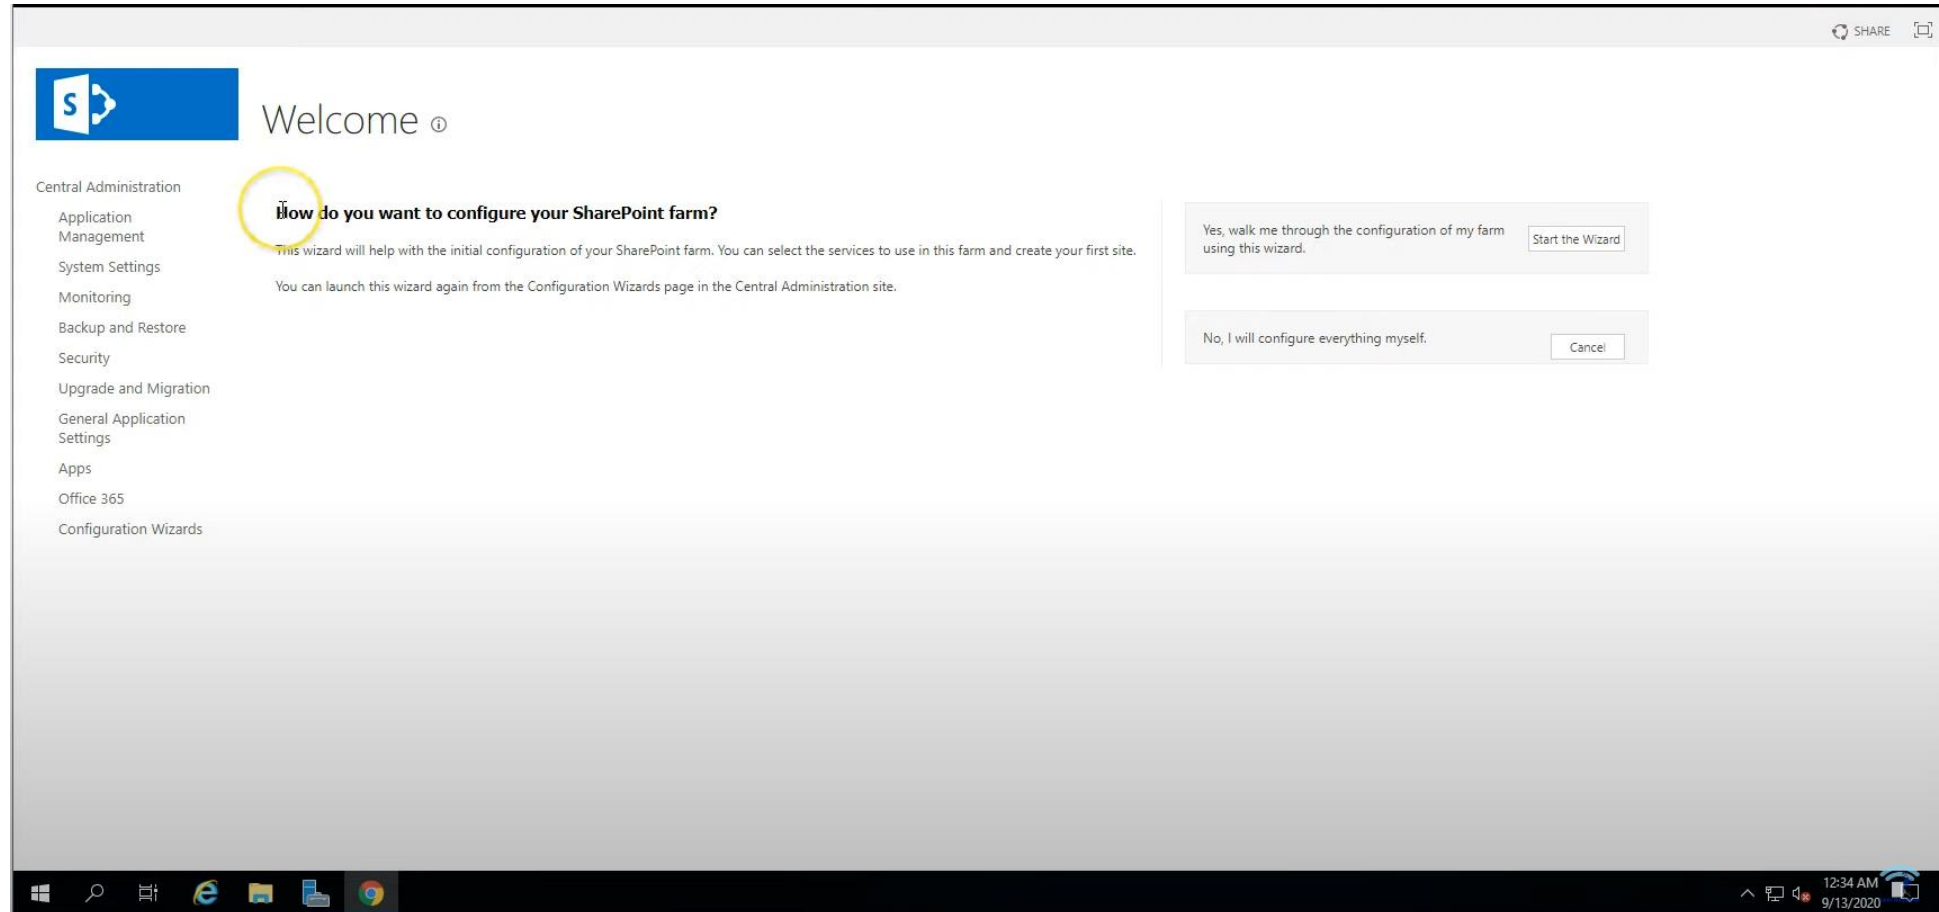 SHARE
S
Welcome
Central Administration
Application
Management
System Settings
Monitoring
Backup and Restore
Security
Upgrade and Migration
General Application
Settings
Apps
Office 365
Configuration Wizards
How do you want to configure your SharePoint farm?
This wizard will help with the initial configuration of your SharePoint farm. You can select the services to use in this farm and create your first site.
You can launch this wizard again from the Configuration Wizards page in the Central Administration site.
Yes, walk me through the configuration of my farm
using this wizard.
Start the Wizard
No, I will configure everything myself.
Cancel
12:34 AM
9/13/2020